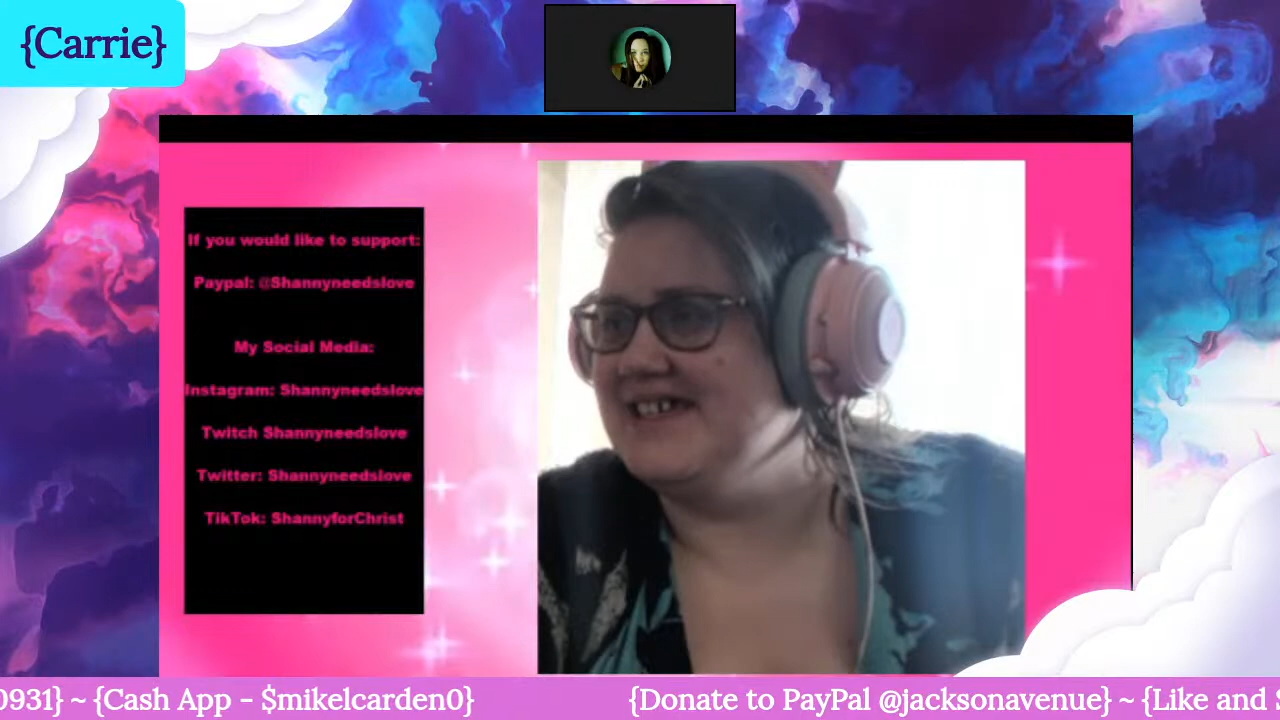 {Carrie}
If you would like to support:
Paypal: @Shannyneedslove
My Social Media:
Instagram: Shannyneedslove
Twitch Shannyneedslove
Twitter: Shannyneedslove
TikTok: ShannyforChrist
0931} ~ {Cash App - $mikelcarden0} {Donate to PayPal @jacksonavenue} ~ {Like and